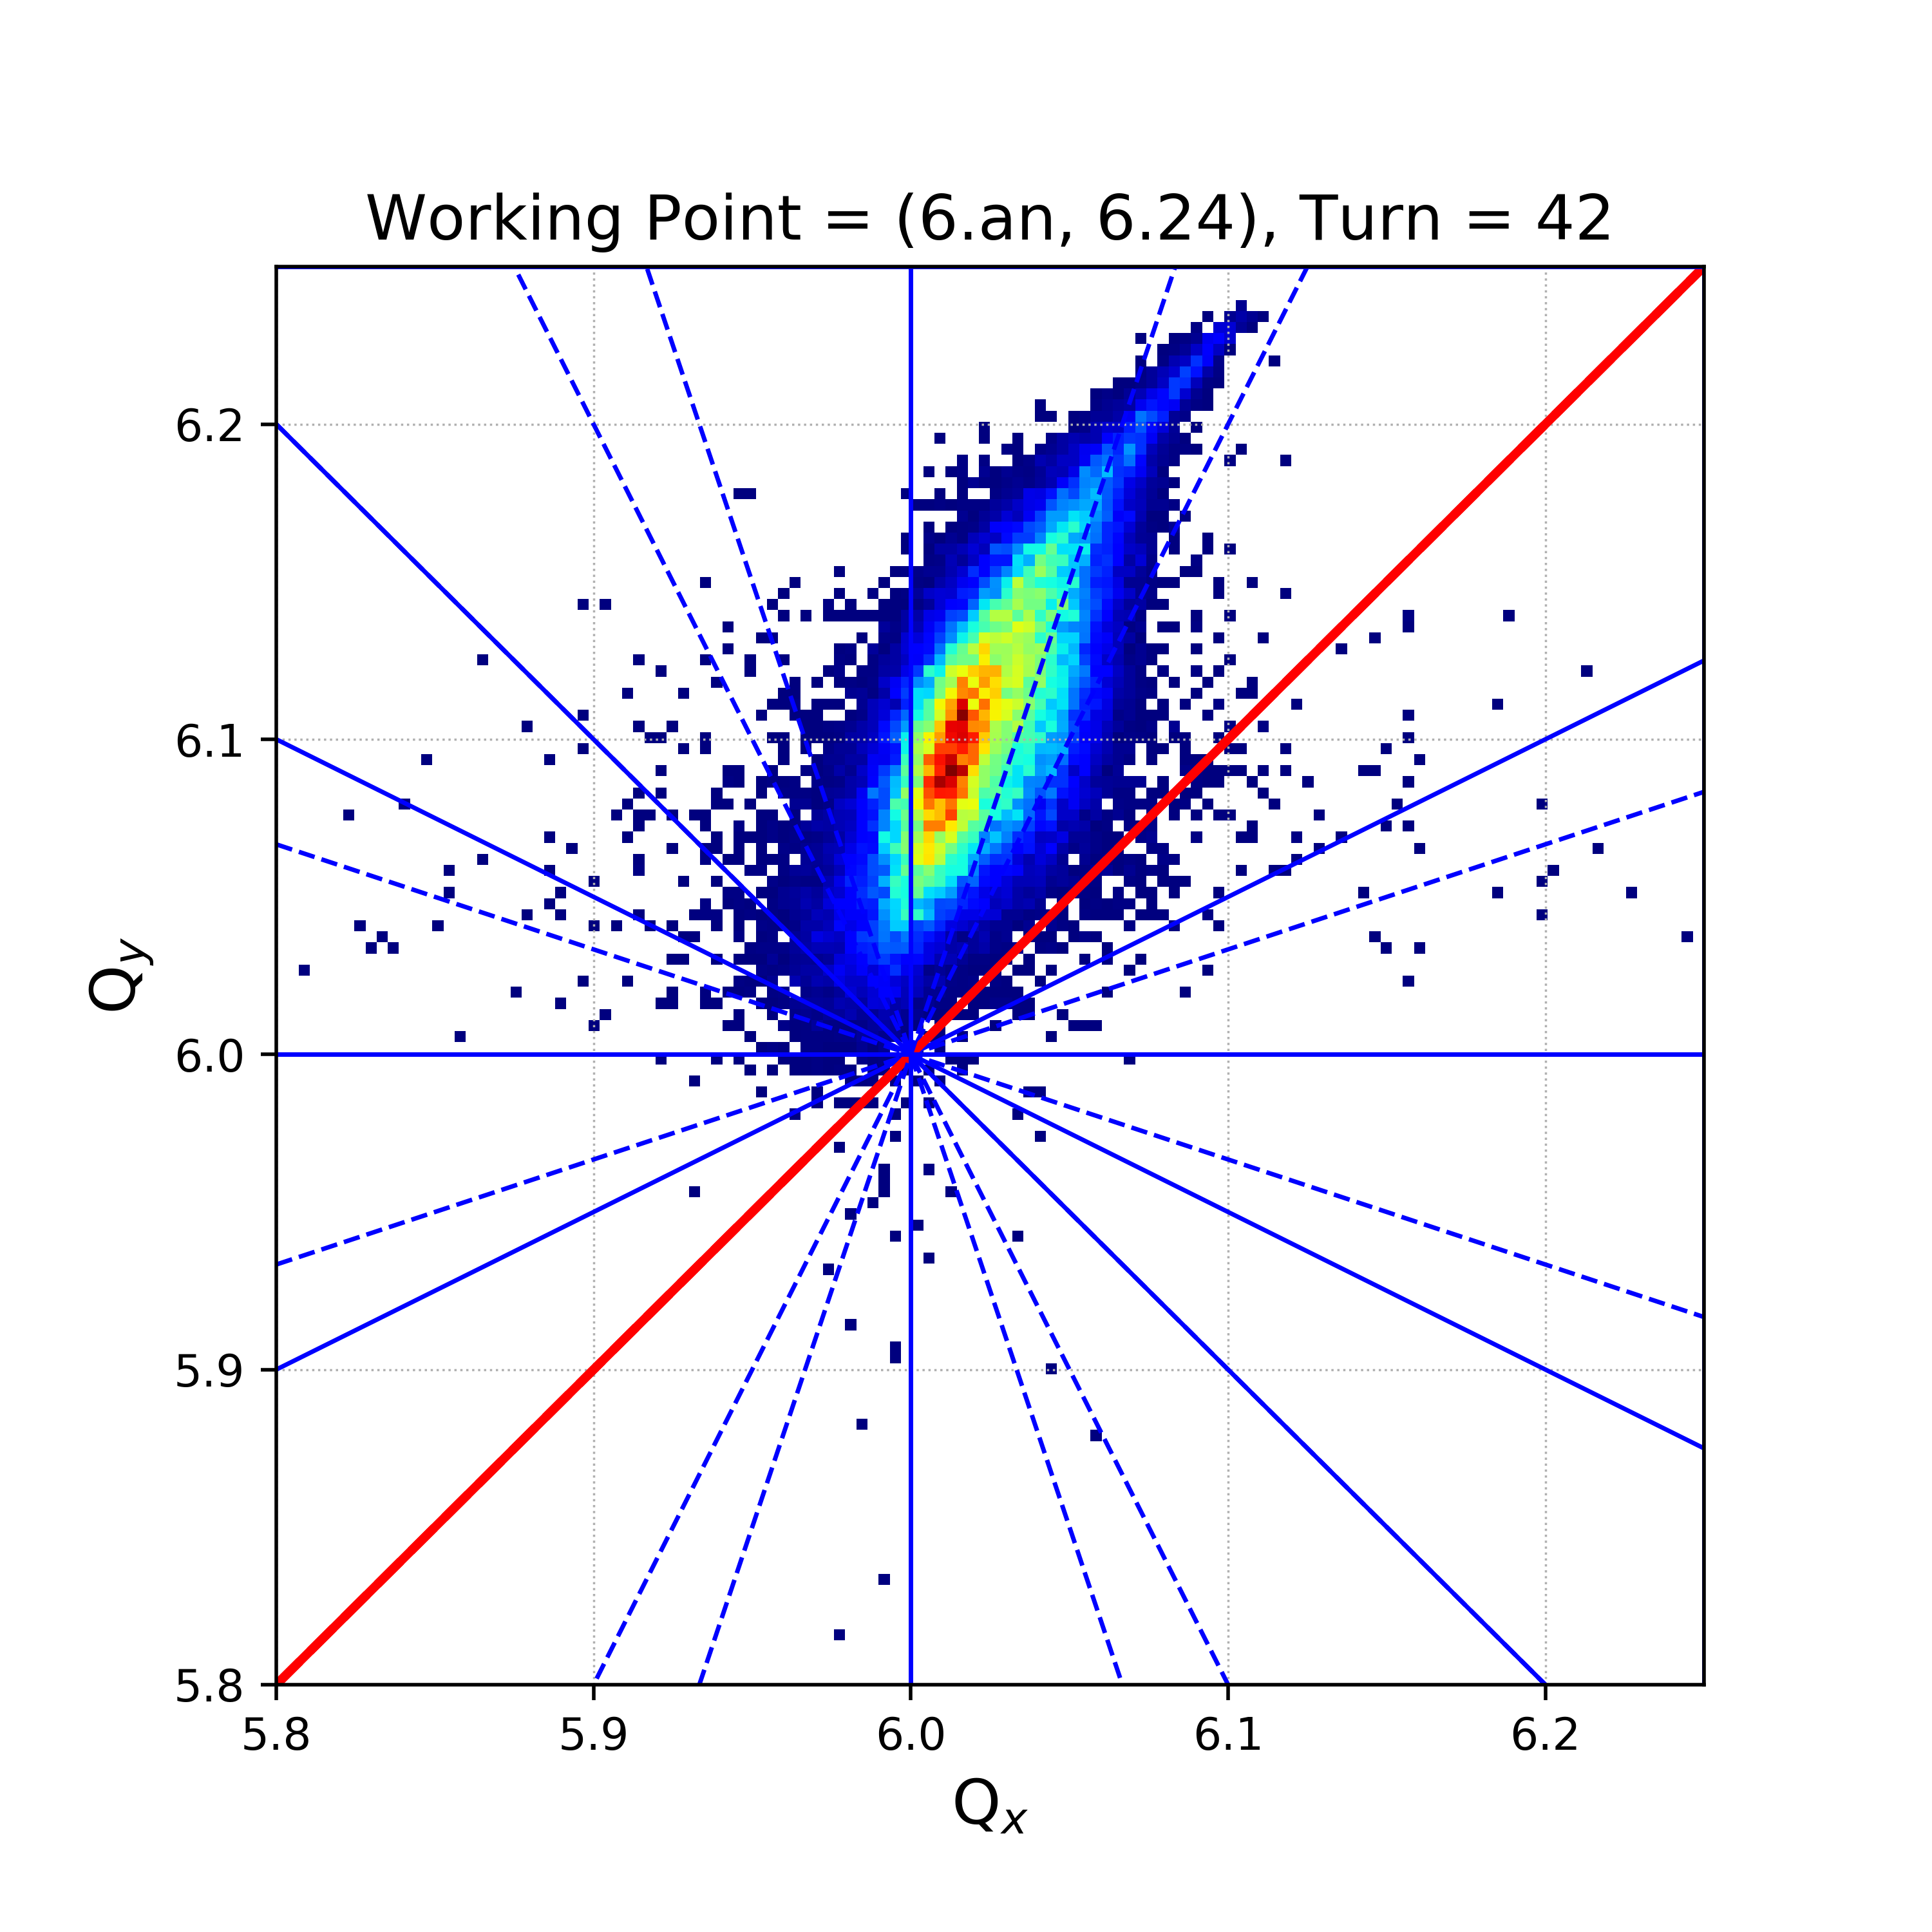 Working Point = (6.an, 6.24), Turn = 42
6.2
6.1
6.0
5.9
5.8
Qy
5.8 5.9 6.0 6.1 6.2
Qx